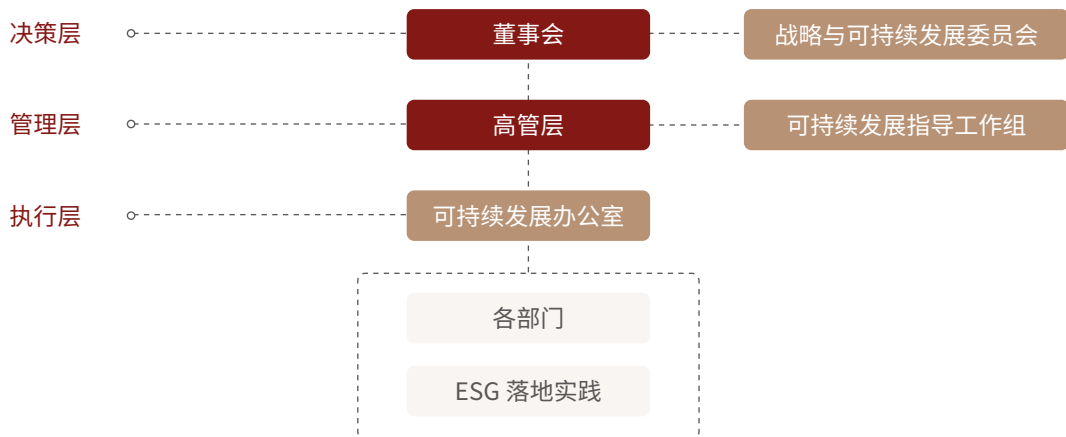 决策层
董事会
战略与可持续发展委员会
管理层
高管层
可持续发展指导工作组
执行层
可持续发展办公室
各部门
ESG 落地实践